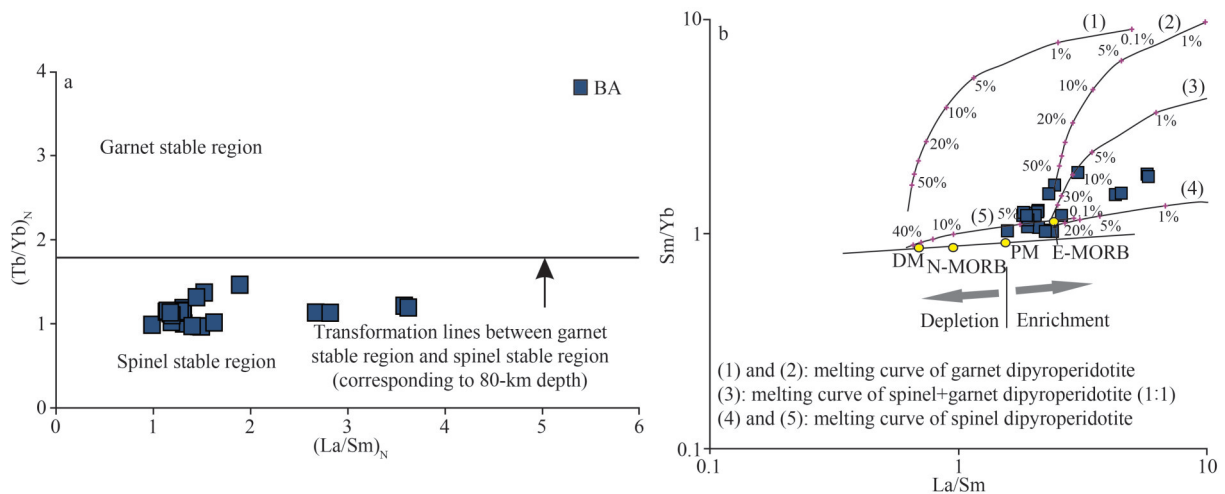 a
BA
4
3
2
1
0
(Tb/Yb)N
Garnet stable region
Spinel stable region
Transformation lines between garnet
stable region and spinel stable region
(corresponding to 80-km depth)
1 2 3 4 5 6
(La/Sm)N
b
10
1
0.1
Sm/Yb
(1)
0.1%
1%
5%
10%
20%
50%
(2)
1%
5%
10%
20%
50%
(3)
1%
5%
10%
30%
0.1%
(4)
1%
5%
20%
(5)
5%
10%
40%
DM
N-MORB
PM
E-MORB
Depletion
Enrichment
(1) and (2): melting curve of garnet dipyroperidotite
(3): melting curve of spinel+garnet dipyroperidotite (1:1)
(4) and (5): melting curve of spinel dipyroperidotite
0.1 1 10
La/Sm